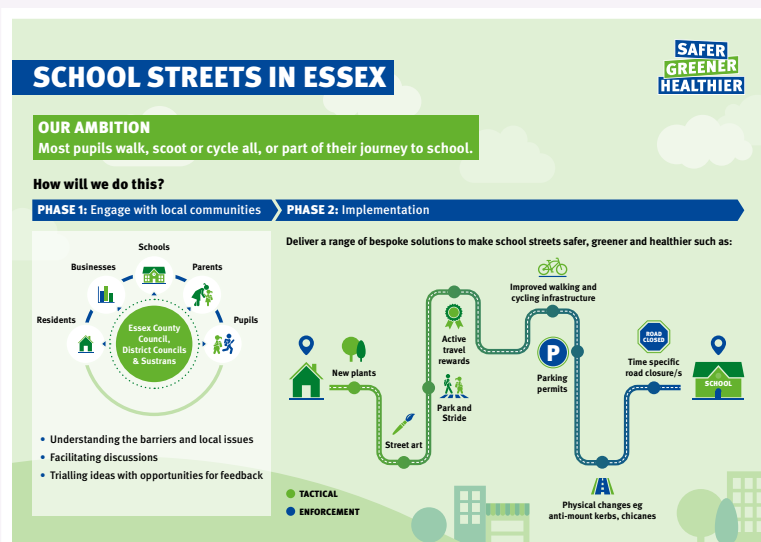 SCHOOL STREETS IN ESSEX
SAFER
GREENER
HEALTHIER
OUR AMBITION
Most pupils walk, scoot or cycle all, or part of their journey to school.
How will we do this?
PHASE 1: Engage with local communities
PHASE 2: Implementation
Schools
Businesses
Parents
Residents
Pupils
Essex County
Council,
District Councils
& Sustrans
• Understanding the barriers and local issues
• Facilitating discussions
• Trialling ideas with opportunities for feedback
Deliver a range of bespoke solutions to make school streets safer, greener and healthier such as:
New plants
Street art
Active
travel
rewards
Park and
Stride
Improved walking and
cycling infrastructure
P
Parking
permits
Physical changes eg
anti-mount kerbs, chicanes
ROAD
CLOSED
Time specific
road closure/s
SCHOOL
TACTICAL
ENFORCEMENT